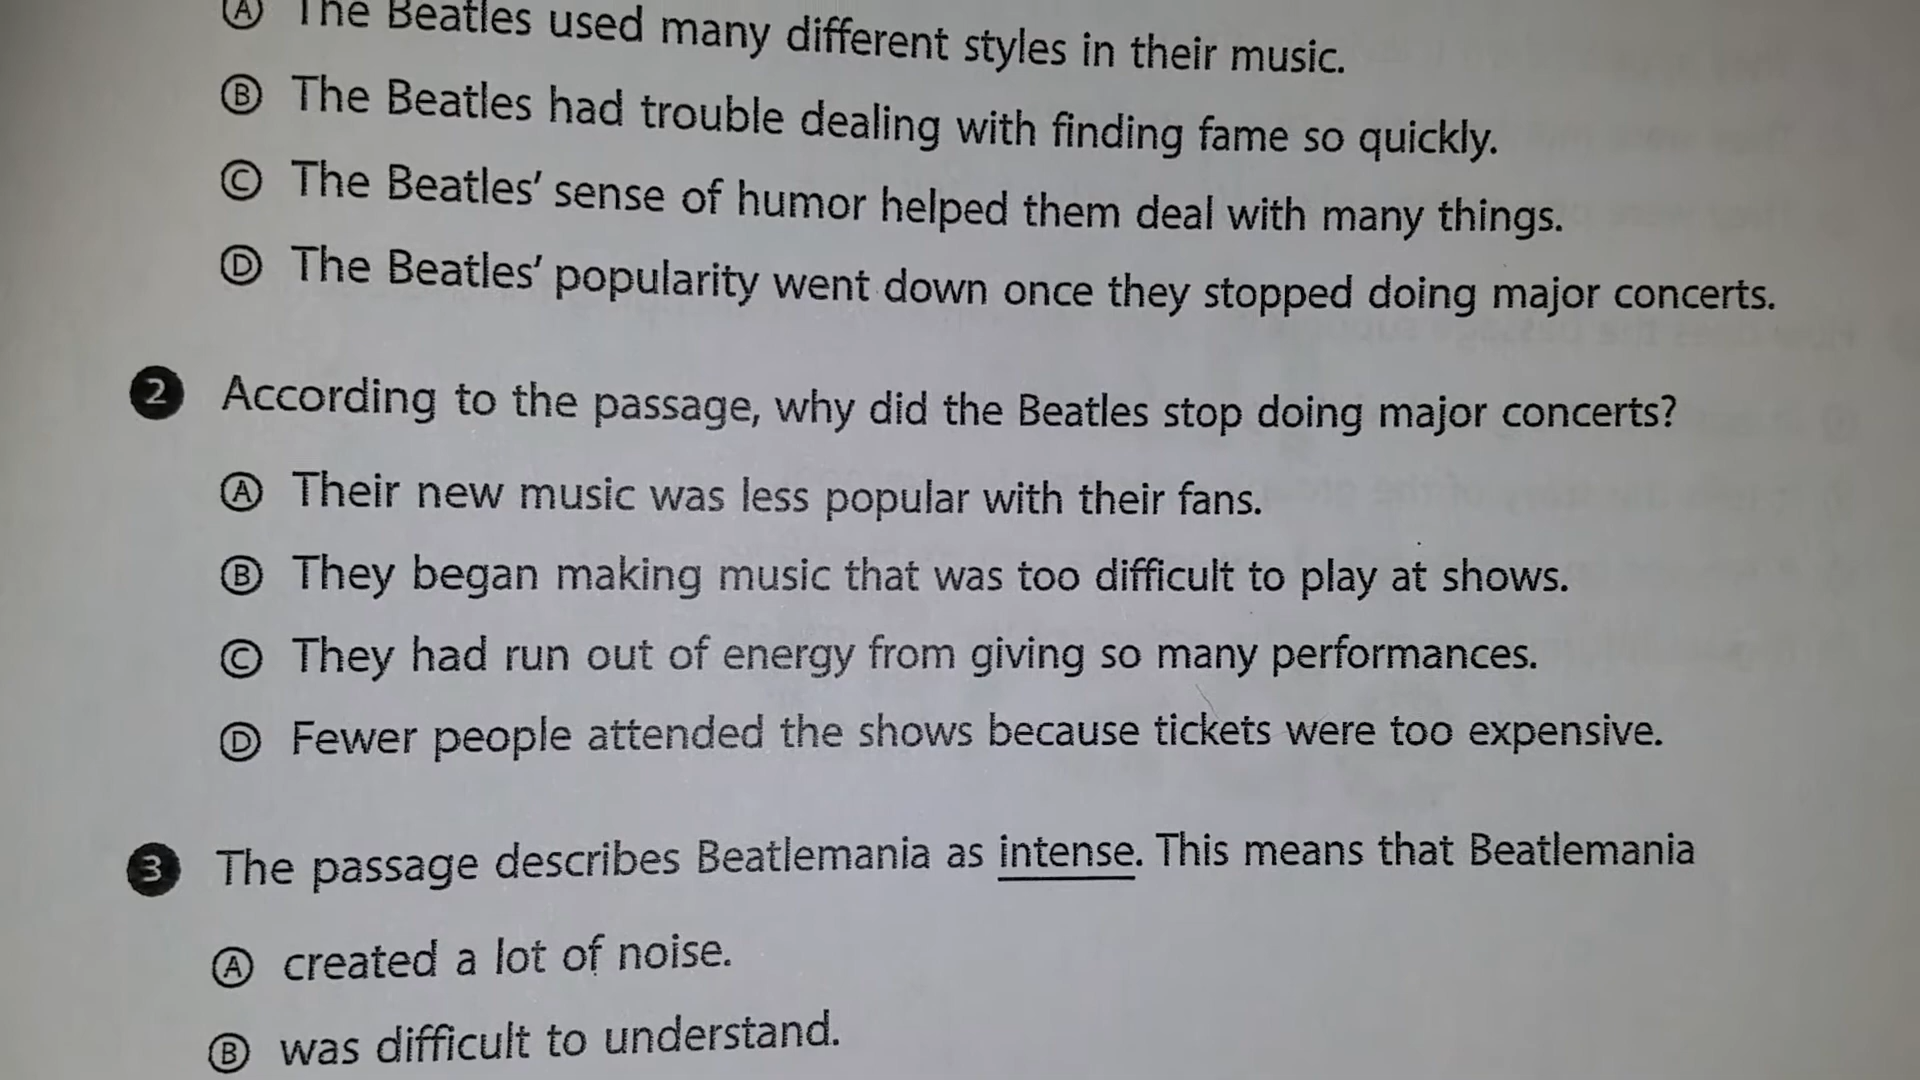 Ⓐ The Beatles used many different styles in their music.
Ⓑ The Beatles had trouble dealing with finding fame so quickly.
Ⓒ The Beatles’ sense of humor helped them deal with many things.
Ⓓ The Beatles’ popularity went down once they stopped doing major concerts.
2 According to the passage, why did the Beatles stop doing major concerts?
Ⓐ Their new music was less popular with their fans.
Ⓑ They began making music that was too difficult to play at shows.
Ⓒ They had run out of energy from giving so many performances.
Ⓓ Fewer people attended the shows because tickets were too expensive.
3 The passage describes Beatlemania as intense. This means that Beatlemania
Ⓐ created a lot of noise.
Ⓑ was difficult to understand.